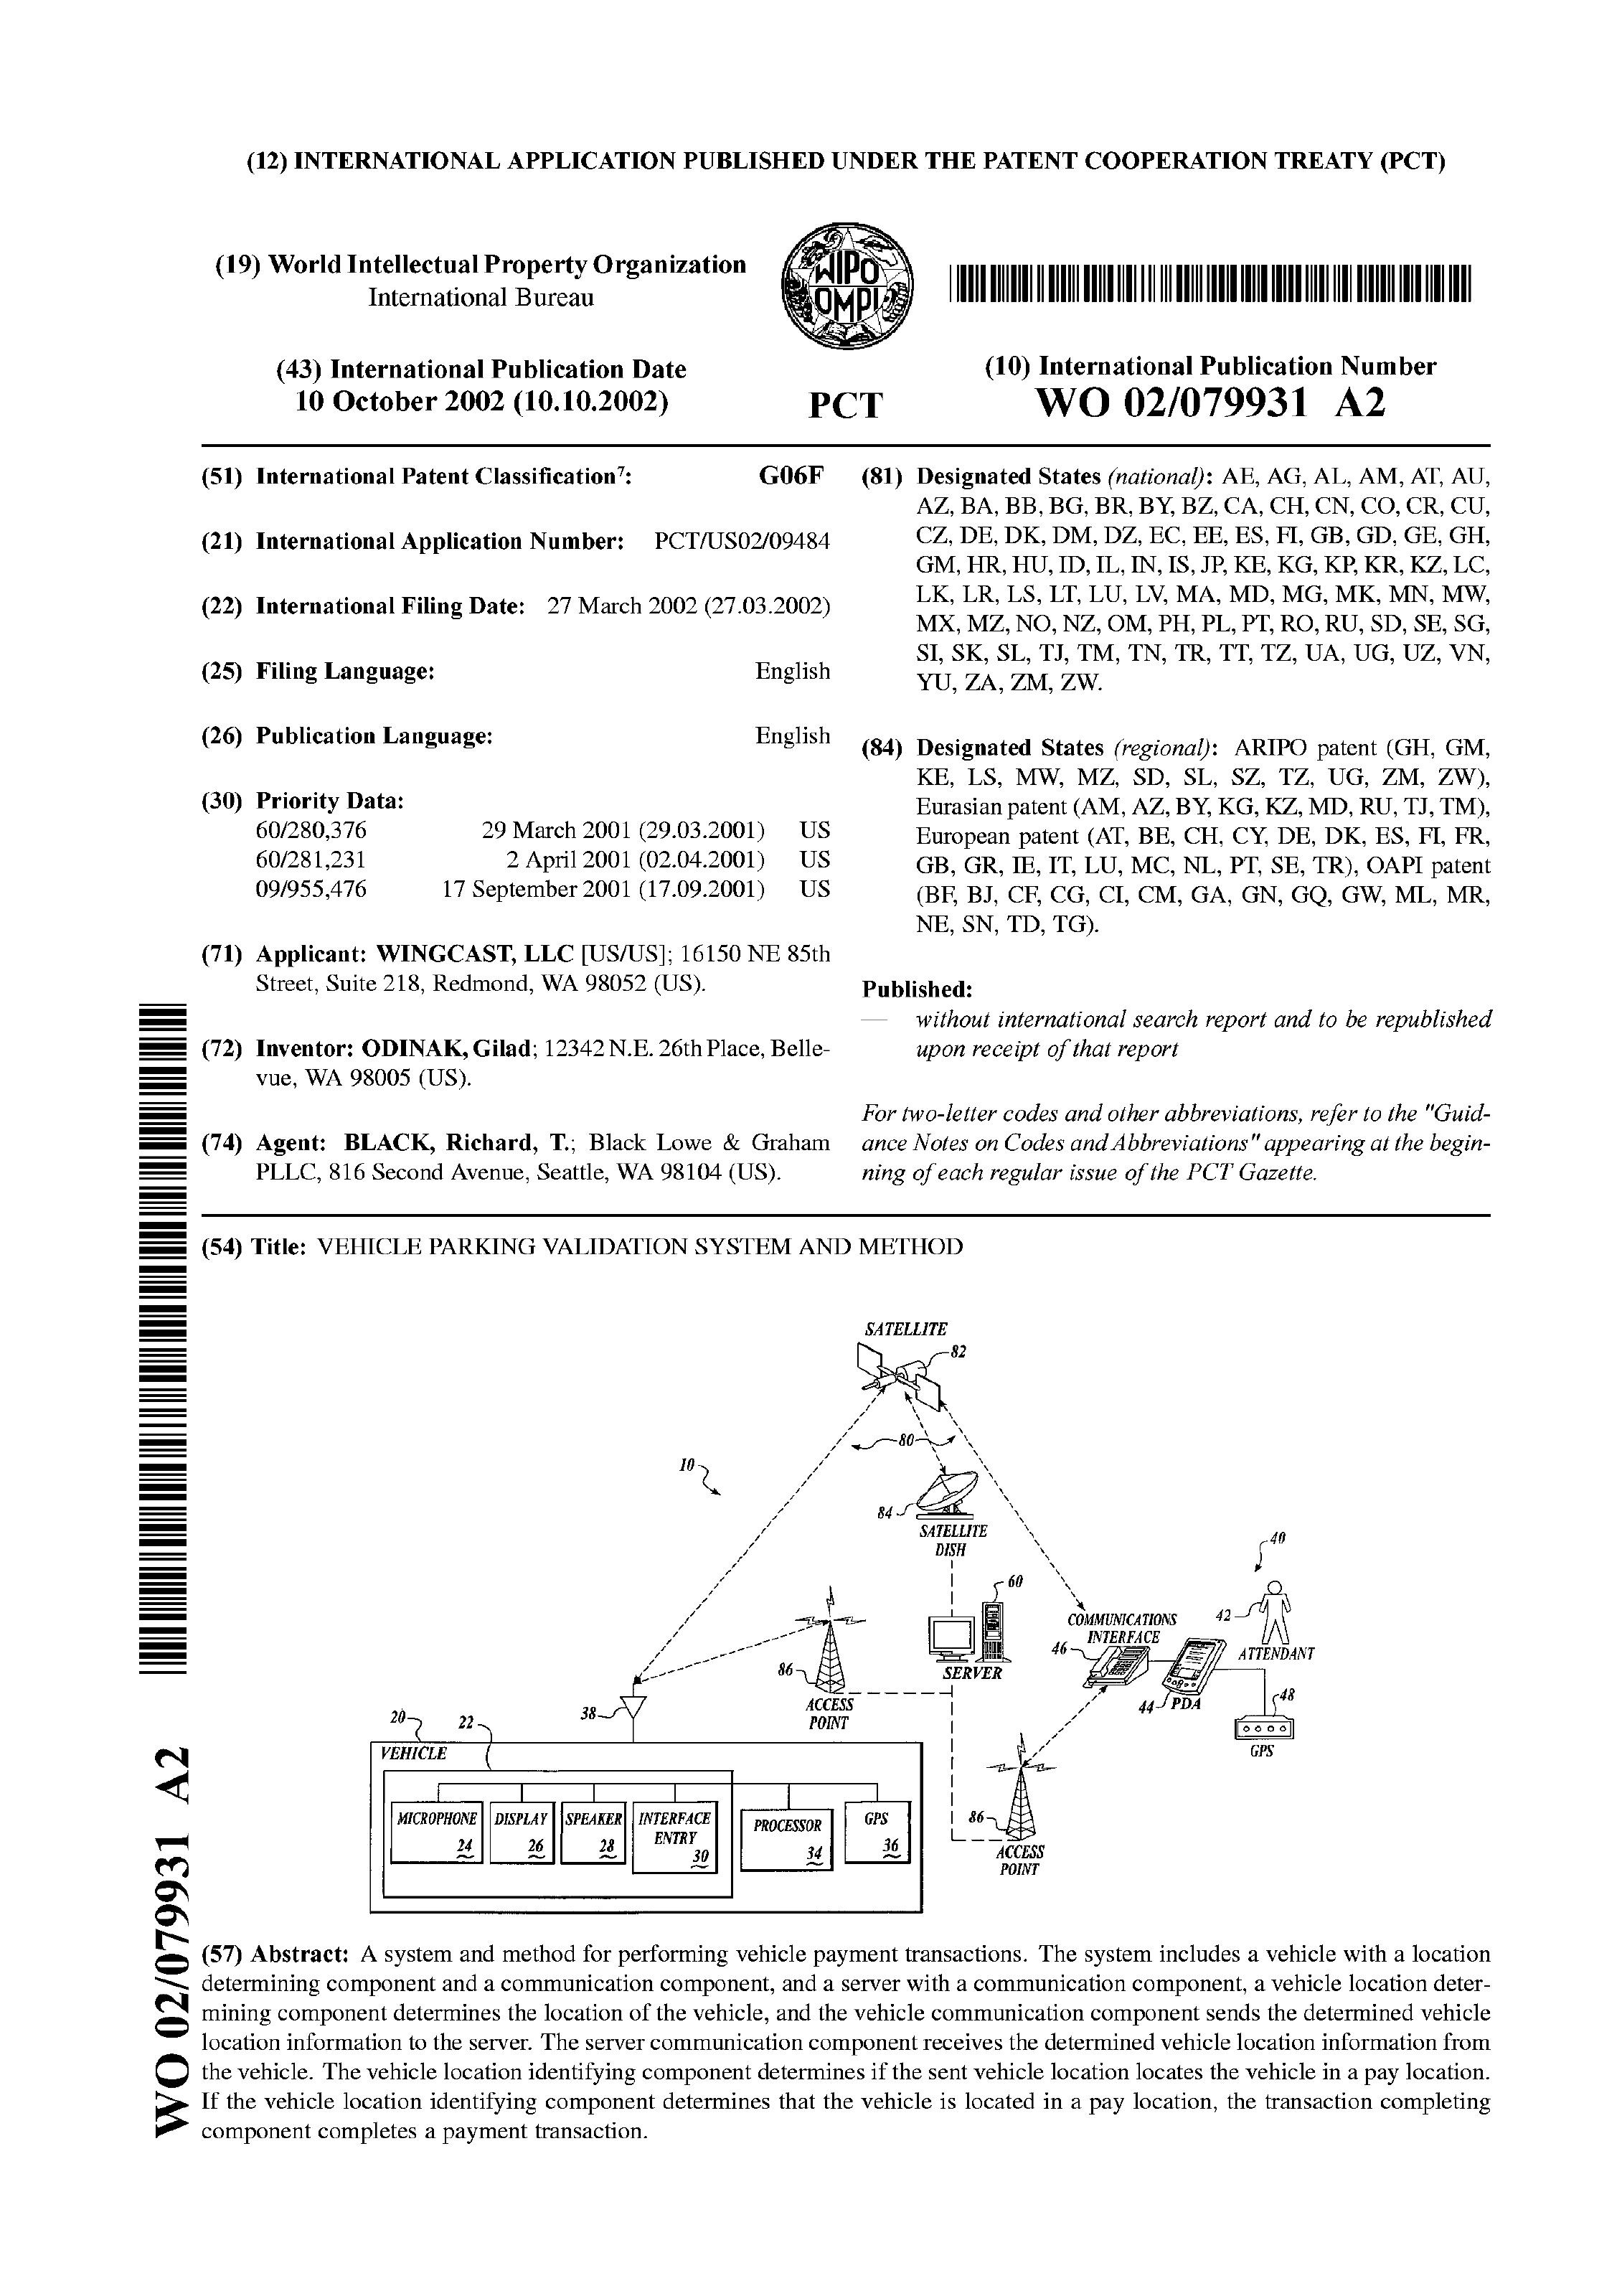 (12) INTERNATIONAL APPLICATION PUBLISHED UNDER THE PATENT COOPERATION TREATY (PCT)
(19) World Intellectual Property Organization
International Bureau
WIPO
OMPI
(43) International Publication Date
10 October 2002 (10.10.2002)
PCT
(10) International Publication Number
WO 02/079931 A2
(51) International Patent Classification7: G06F
(21) International Application Number: PCT/US02/09484
(22) International Filing Date: 27 March 2002 (27.03.2002)
(25) Filing Language: English
(26) Publication Language: English
(30) Priority Data:
60/280,376 29 March 2001 (29.03.2001) US
60/281,231 2 April 2001 (02.04.2001) US
09/955,476 17 September 2001 (17.09.2001) US
(71) Applicant: WINGCAST, LLC [US/US]; 16150 NE 85th
Street, Suite 218, Redmond, WA 98052 (US).
(72) Inventor: ODINAK, Gilad; 12342 N.E. 26th Place, Belle-
vue, WA 98005 (US).
(74) Agent: BLACK, Richard, T.; Black Lowe & Graham
PLLC, 816 Second Avenue, Seattle, WA 98104 (US).
(81) Designated States (national): AE, AG, AL, AM, AT, AU,
AZ, BA, BB, BG, BR, BY, BZ, CA, CH, CN, CO, CR, CU,
CZ, DE, DK, DM, DZ, EC, EE, ES, FI, GB, GD, GE, GH,
GM, HR, HU, ID, IL, IN, IS, JP, KE, KG, KP, KR, KZ, LC,
LK, LR, LS, LT, LU, LV, MA, MD, MG, MK, MN, MW,
MX, MZ, NO, NZ, OM, PH, PL, PT, RO, RU, SD, SE, SG,
SI, SK, SL, TJ, TM, TN, TR, TT, TZ, UA, UG, UZ, VN,
YU, ZA, ZM, ZW.
(84) Designated States (regional): ARIPO patent (GH, GM,
KE, LS, MW, MZ, SD, SL, SZ, TZ, UG, ZM, ZW),
Eurasian patent (AM, AZ, BY, KG, KZ, MD, RU, TJ, TM),
European patent (AT, BE, CH, CY, DE, DK, ES, FI, FR,
GB, GR, IE, IT, LU, MC, NL, PT, SE, TR), OAPI patent
(BF, BJ, CF, CG, CI, CM, GA, GN, GQ, GW, ML, MR,
NE, SN, TD, TG).
Published:
— without international search report and to be republished
upon receipt of that report
For two-letter codes and other abbreviations, refer to the "Guid-
ance Notes on Codes and Abbreviations" appearing at the begin-
ning of each regular issue of the PCT Gazette.
(54) Title: VEHICLE PARKING VALIDATION SYSTEM AND METHOD
SATELLITE
82
80
10
84
SATELLITE
DISH
40
60
COMMUNICATIONS
INTERFACE
42
46
ATTENDANT
86
SERVER
ACCESS
POINT
44
PDA
48
38
20
22
GPS
VEHICLE
MICROPHONE
24
DISPLAY
26
SPEAKER
28
INTERFACE
ENTRY
30
PROCESSOR
34
GPS
36
86
ACCESS
POINT
(57) Abstract: A system and method for performing vehicle payment transactions. The system includes a vehicle with a location
determining component and a communication component, and a server with a communication component, a vehicle location deter-
mining component determines the location of the vehicle, and the vehicle communication component sends the determined vehicle
location information to the server. The server communication component receives the determined vehicle location information from
the vehicle. The vehicle location identifying component determines if the sent vehicle location locates the vehicle in a pay location.
If the vehicle location identifying component determines that the vehicle is located in a pay location, the transaction completing
component completes a payment transaction.
WO 02/079931 A2